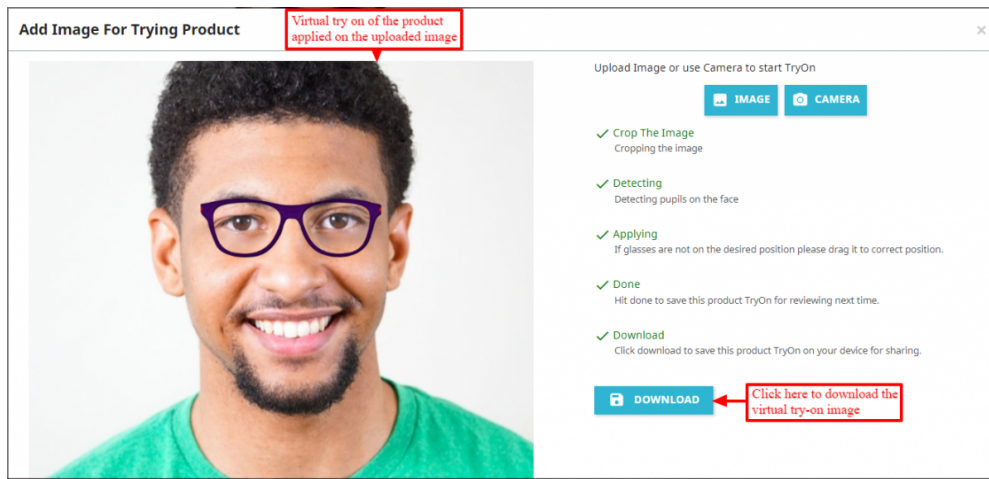 Add Image For Trying Product
Virtual try on of the product
applied on the uploaded image
×
Upload Image or use Camera to start TryOn
IMAGE
CAMERA
Crop The Image
Cropping the image
Detecting
Detecting pupils on the face
Applying
If glasses are not on the desired position please drag it to correct position.
Done
Hit done to save this product TryOn for reviewing next time.
Download
Click download to save this product TryOn on your device for sharing.
DOWNLOAD
Click here to download the
virtual try-on image